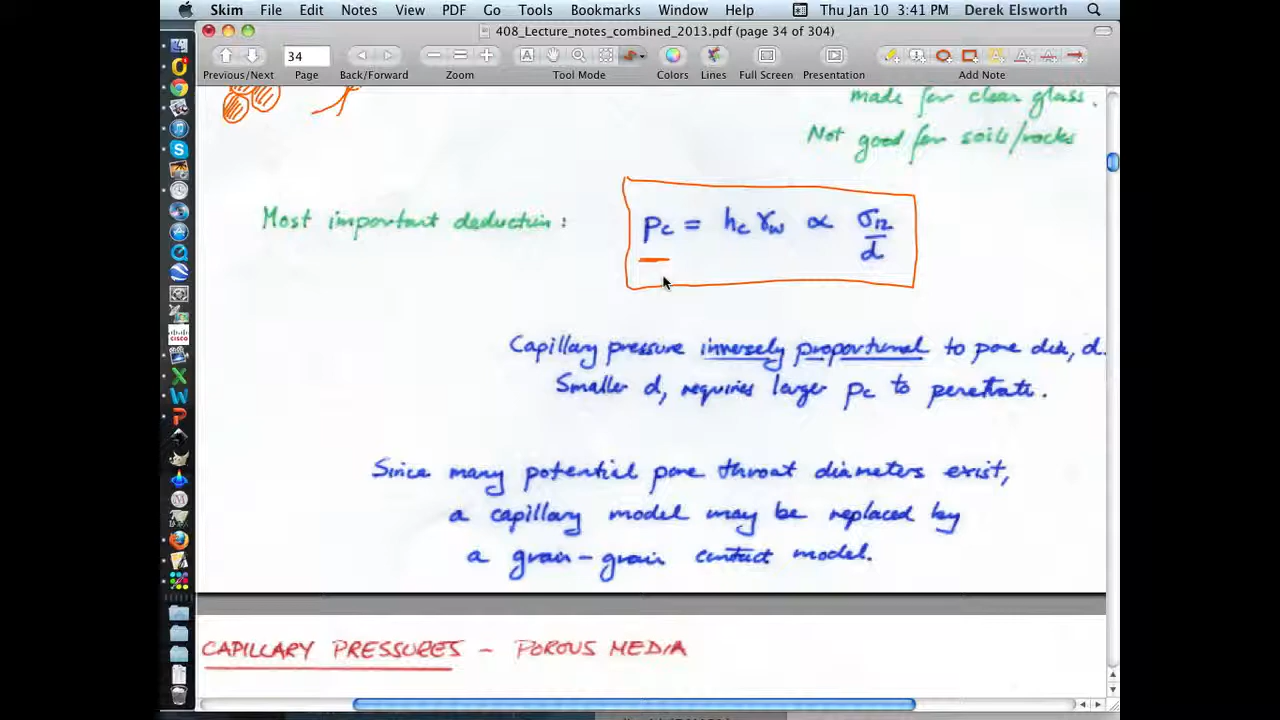 Skim File Edit Notes View PDF Go Tools Bookmarks Window Help Thu Jan 10 3:41 PM Derek Elsworth
408_Lecture_notes_combined_2013.pdf (page 34 of 304)
34
Previous/Next Page Back/Forward Zoom Tool Mode Colors Lines Full Screen Presentation Add Note
made for clear glass.
Not good for soils/rocks
Most important deduction: pc = hc γw ∝ σ12/d
Capillary pressure inversely proportional to pore dia, d.
Smaller d, requires larger pc to penetrate.
Since many potential pore throat diameters exist,
a capillary model may be replaced by
a grain-grain contact model.
CAPILLARY PRESSURES - POROUS MEDIA